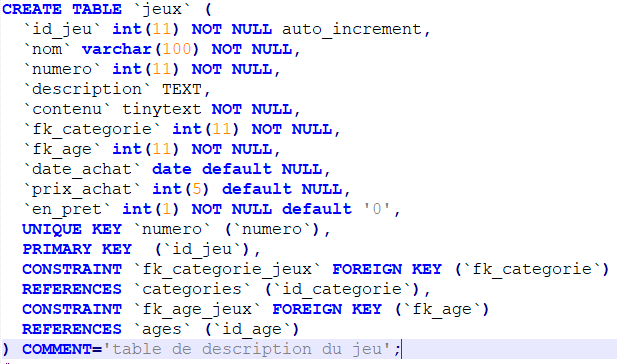 CREATE TABLE `jeux` (
`id_jeu` int(11) NOT NULL auto_increment,
`nom` varchar(100) NOT NULL,
`numero` int(11) NOT NULL,
`description` TEXT,
`contenu` tinytext NOT NULL,
`fk_categorie` int(11) NOT NULL,
`fk_age` int(11) NOT NULL,
`date_achat` date default NULL,
`prix_achat` int(5) default NULL,
`en_pret` int(1) NOT NULL default '0',
UNIQUE KEY `numero` (`numero`),
PRIMARY KEY  (`id_jeu`),
CONSTRAINT `fk_categorie_jeux` FOREIGN KEY (`fk_categorie`)
REFERENCES `categories` (`id_categorie`),
CONSTRAINT `fk_age_jeux` FOREIGN KEY (`fk_age`)
REFERENCES `ages` (`id_age`)
) COMMENT='table de description du jeu';